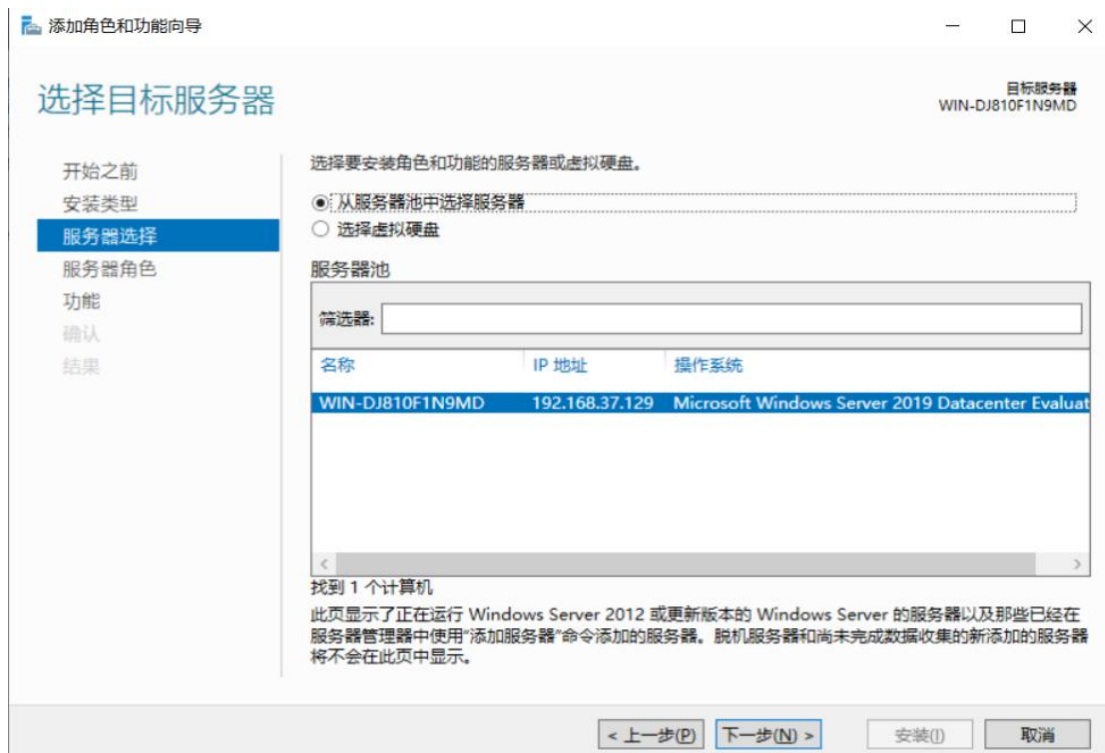 添加角色和功能向导
选择目标服务器
目标服务器
WIN-DJ810F1N9MD
开始之前
安装类型
服务器选择
服务器角色
功能
确认
结果
选择要安装角色和功能的服务器或虚拟硬盘。
从服务器池中选择服务器
选择虚拟硬盘
服务器池
筛选器:
名称 IP 地址 操作系统
WIN-DJ810F1N9MD 192.168.37.129 Microsoft Windows Server 2019 Datacenter Evaluat
找到 1 个计算机
此页显示了正在运行 Windows Server 2012 或更新版本的 Windows Server 的服务器以及那些已经在
服务器管理器中使用"添加服务器"命令添加的服务器。脱机服务器和尚未完成数据收集的新添加的服务器
将不会在此页中显示。
< 上一步(P) 下一步(N) > 安装(I) 取消